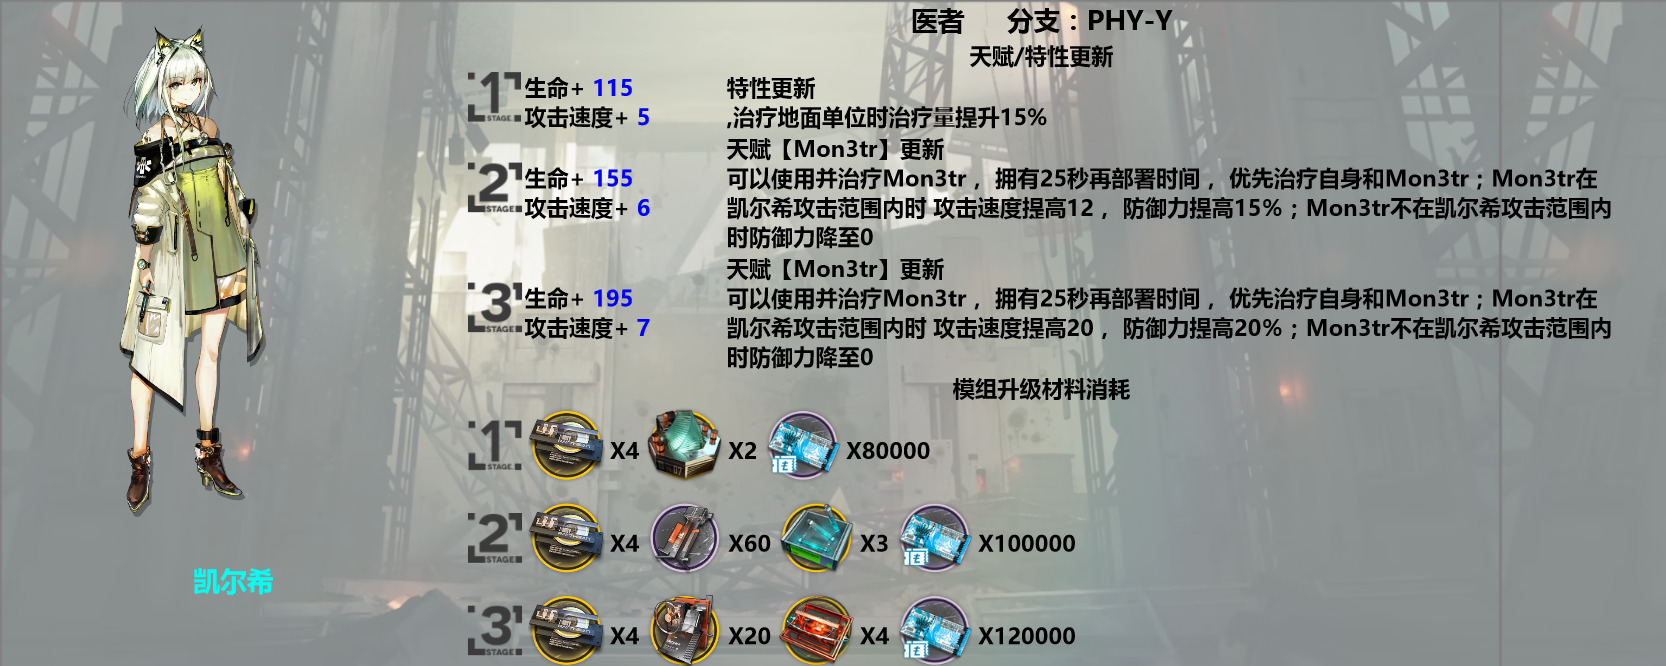 医者 分支：PHY-Y
天赋/特性更新
1 STAGE.
生命+ 115
攻击速度+ 5
特性更新
,治疗地面单位时治疗量提升15%
2 STAGE
生命+ 155
攻击速度+ 6
天赋【Mon3tr】更新
可以使用并治疗Mon3tr，拥有25秒再部署时间，优先治疗自身和Mon3tr；Mon3tr在
凯尔希攻击范围内时 攻击速度提高12，防御力提高15%；Mon3tr不在凯尔希攻击范围内
时防御力降至0
3 STAGE
生命+ 195
攻击速度+ 7
天赋【Mon3tr】更新
可以使用并治疗Mon3tr，拥有25秒再部署时间，优先治疗自身和Mon3tr；Mon3tr在
凯尔希攻击范围内时 攻击速度提高20，防御力提高20%；Mon3tr不在凯尔希攻击范围内
时防御力降至0
模组升级材料消耗
1 STAGE. X4 X2 X80000
2 STAGE X4 X60 X3 X100000
3 STAGE X4 X20 X4 X120000
凯尔希